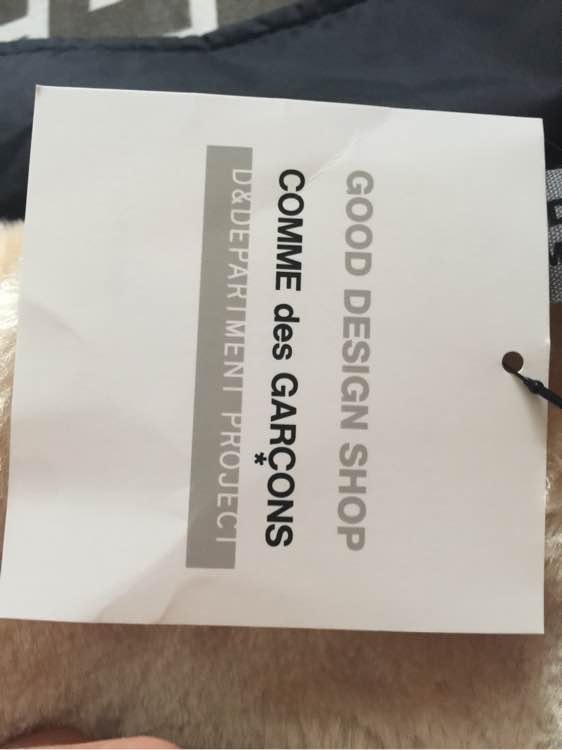 GOOD DESIGN SHOP
COMME des GARÇONS
D&DEPARTMENT PROJECT